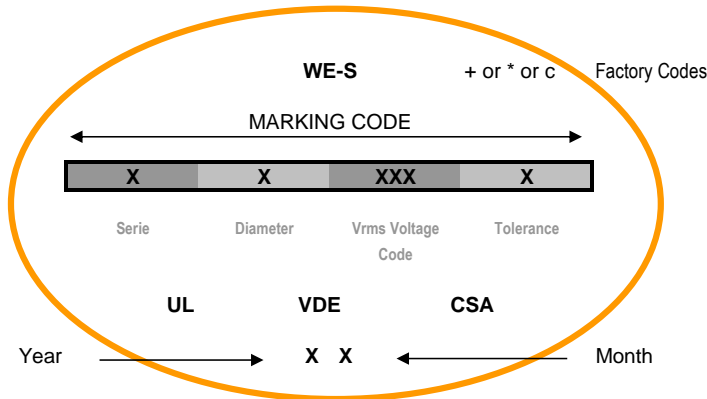 WE-S + or * or c Factory Codes
MARKING CODE
X X XXX X
Serie Diameter Vrms Voltage Code Tolerance
UL VDE CSA
Year X X Month